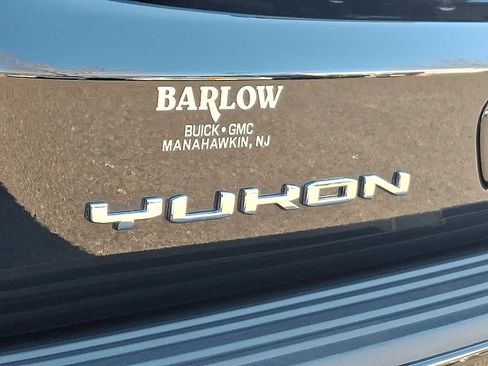 BARLOW
BUICK • GMC
MANAHAWKIN, NJ
YUKON